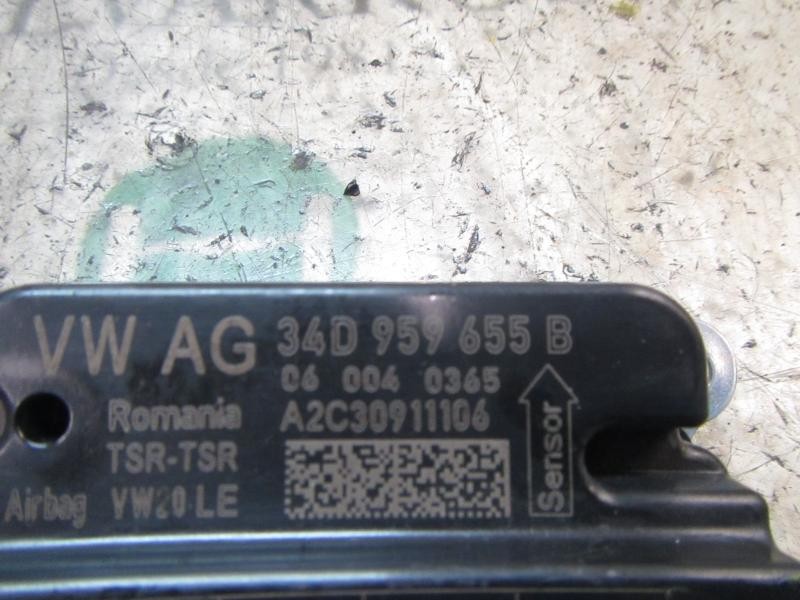 VW AG 34D 959 655 B
06 004 0365
Romania A2C30911106
TSR-TSR
Airbag VW20 LE
Sensor